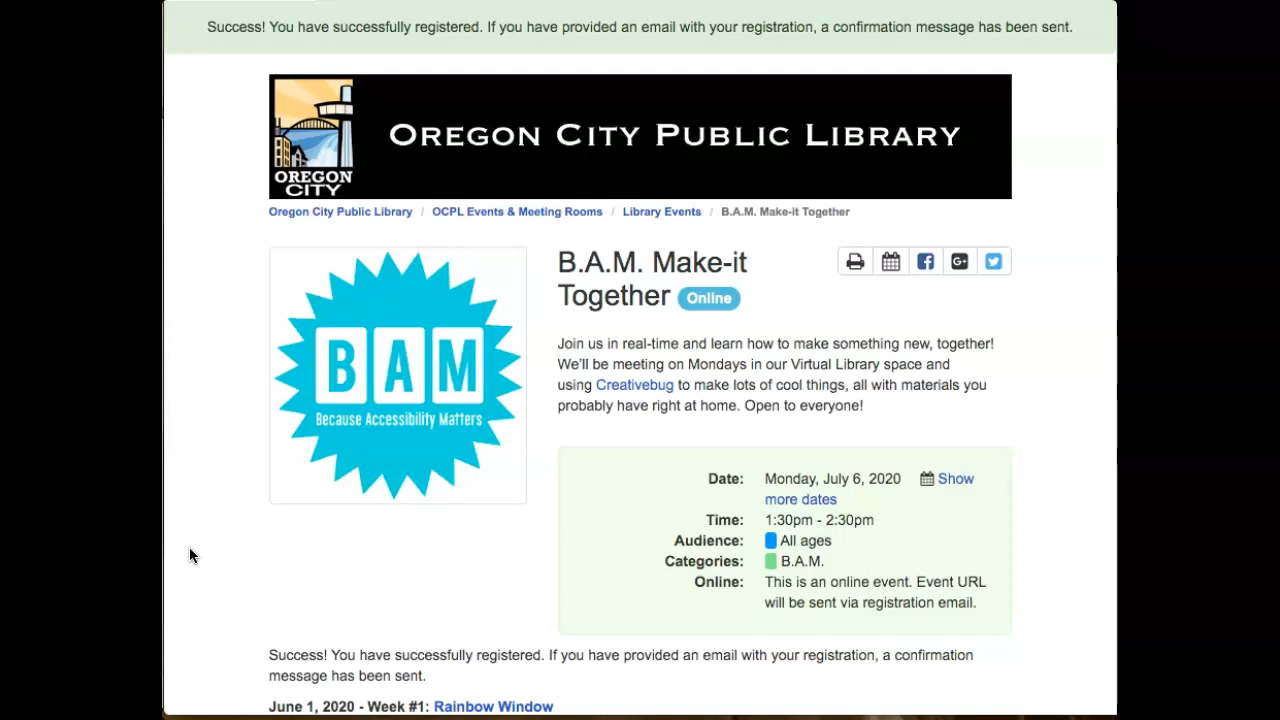 Success! You have successfully registered. If you have provided an email with your registration, a confirmation message has been sent.
OREGON CITY PUBLIC LIBRARY
OREGON
CITY
Oregon City Public Library / OCPL Events & Meeting Rooms / Library Events / B.A.M. Make-it Together
BAM
Because Accessibility Matters
B.A.M. Make-it
Together Online
Join us in real-time and learn how to make something new, together!
We'll be meeting on Mondays in our Virtual Library space and
using Creativebug to make lots of cool things, all with materials you
probably have right at home. Open to everyone!
Date: Monday, July 6, 2020 Show
more dates
Time: 1:30pm - 2:30pm
Audience: All ages
Categories: B.A.M.
Online: This is an online event. Event URL
will be sent via registration email.
Success! You have successfully registered. If you have provided an email with your registration, a confirmation
message has been sent.
June 1, 2020 - Week #1: Rainbow Window